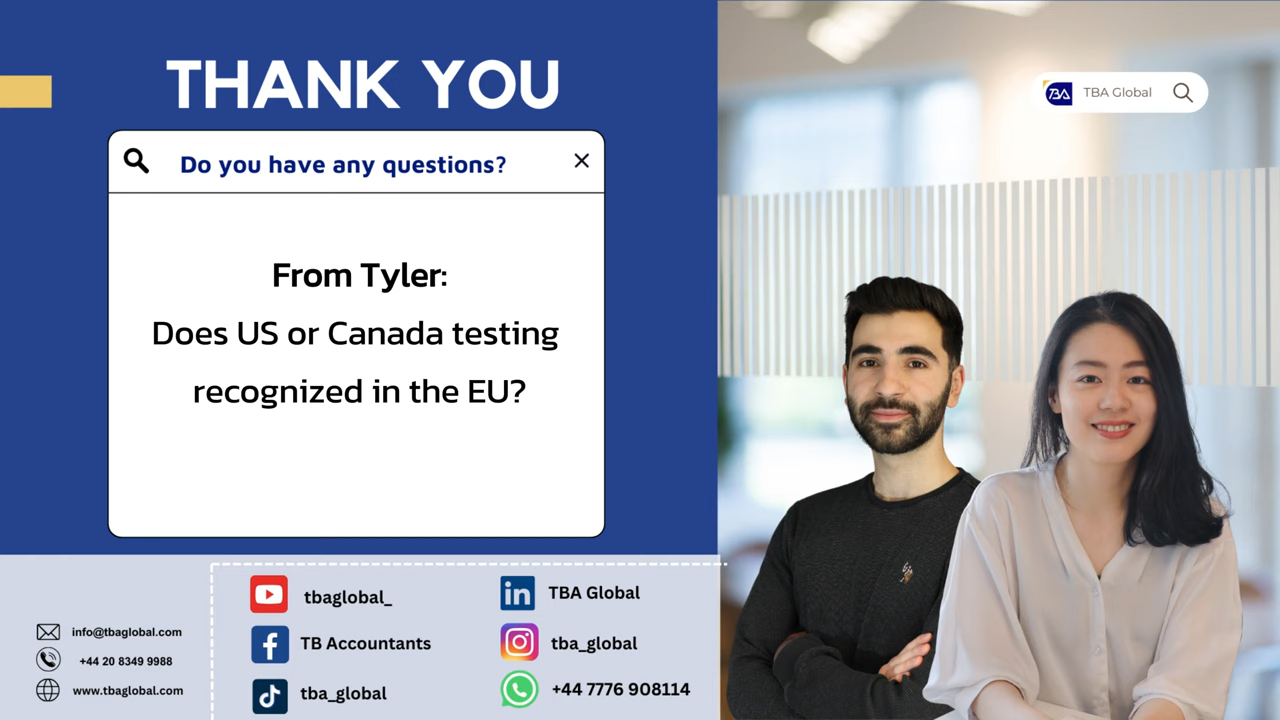 THANK YOU
Do you have any questions?
From Tyler:
Does US or Canada testing
recognized in the EU?
TBA TBA Global
info@tbaglobal.com
+44 20 8349 9988
www.tbaglobal.com
tbaglobal_
TB Accountants
tba_global
TBA Global
tba_global
+44 7776 908114